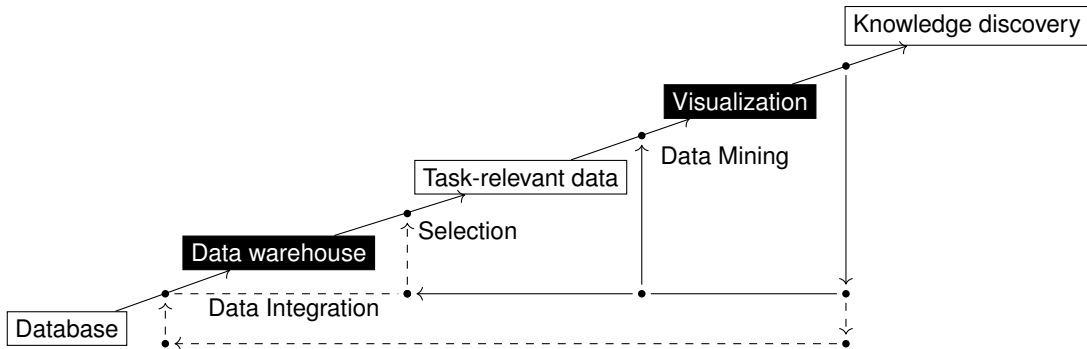 Knowledge discovery
Visualization
Data Mining
Task-relevant data
Selection
Data warehouse
Data Integration
Database